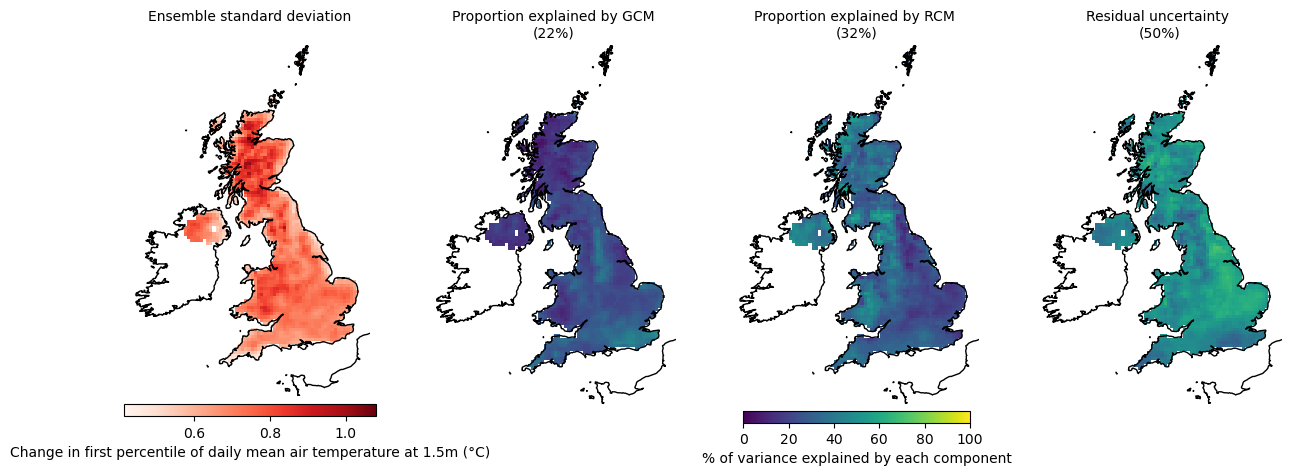 Ensemble standard deviation
Proportion explained by GCM
(22%)
Proportion explained by RCM
(32%)
Residual uncertainty
(50%)
0.6 0.8 1.0
Change in first percentile of daily mean air temperature at 1.5m (°C)
0 20 40 60 80 100
% of variance explained by each component